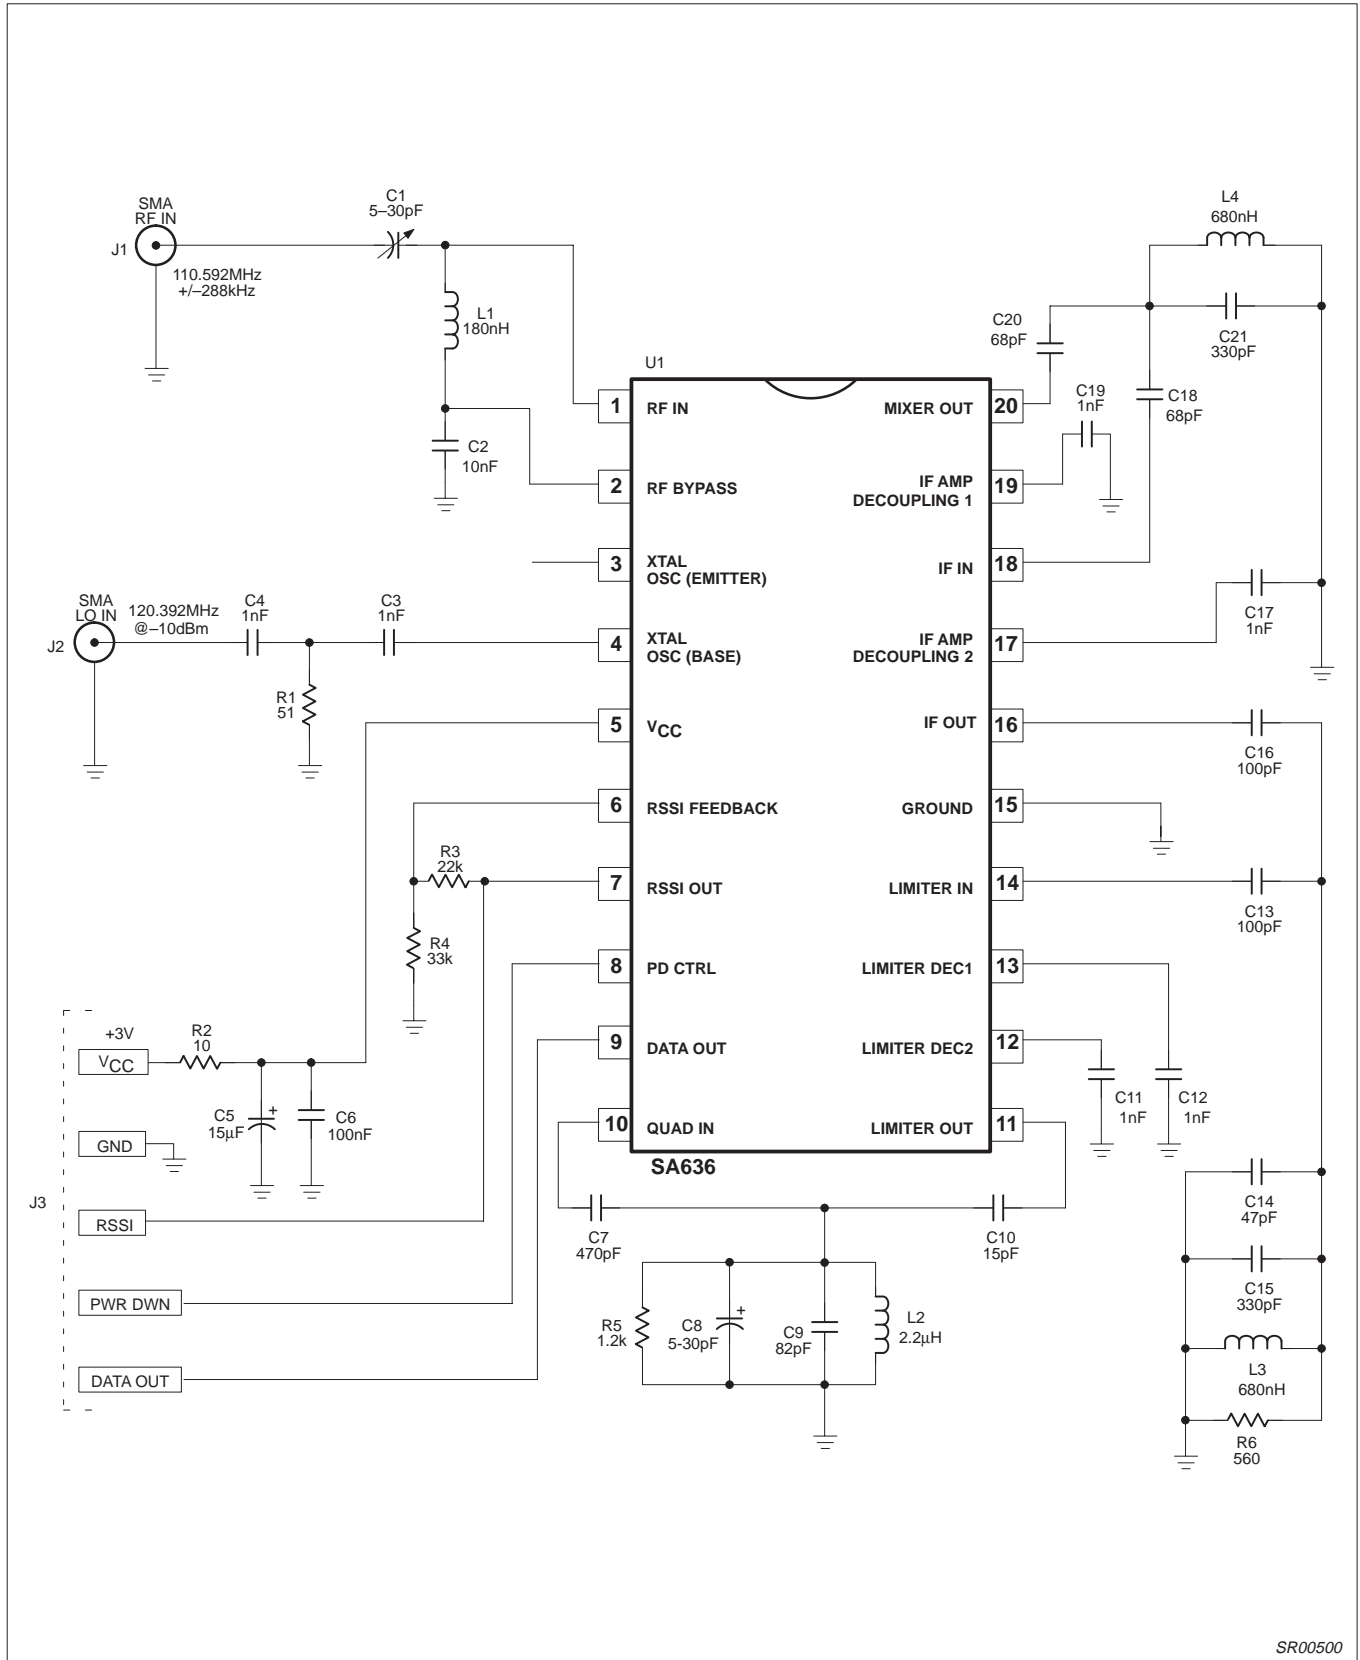 SMA
RF IN
J1
110.592MHz
+/–288kHz
C1
5–30pF
L1
180nH
C2
10nF
L4
680nH
C20
68pF
C21
330pF
C19
1nF
C18
68pF
U1
1 RF IN
MIXER OUT 20
2 RF BYPASS
IF AMP
DECOUPLING 1
19
3 XTAL
OSC (EMITTER)
IF IN 18
SMA
LO IN
J2
120.392MHz
@–10dBm
C4
1nF
C3
1nF
R1
51
4 XTAL
OSC (BASE)
IF AMP
DECOUPLING 2
17
C17
1nF
5 VCC
IF OUT 16
C16
100pF
6 RSSI FEEDBACK
GROUND 15
R3
22k
7 RSSI OUT
LIMITER IN 14
C13
100pF
R4
33k
8 PD CTRL
LIMITER DEC1 13
9 DATA OUT
LIMITER DEC2 12
C11
1nF
C12
1nF
10 QUAD IN
LIMITER OUT 11
SA636
J3
+3V
VCC
R2
10
C5
15µF
+
C6
100nF
GND
RSSI
PWR DWN
DATA OUT
C7
470pF
C10
15pF
R5
1.2k
C8
5-30pF
+
C9
82pF
L2
2.2µH
C14
47pF
C15
330pF
L3
680nH
R6
560
SR00500